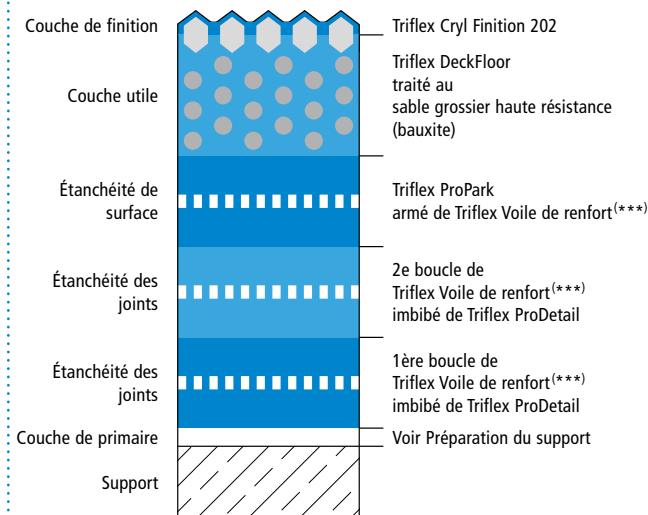 Couche de finition
Triflex Cryl Finition 202
Couche utile
Triflex DeckFloor
traité au
sable grossier haute résistance
(bauxite)
Étanchéité de
surface
Triflex ProPark
armé de Triflex Voile de renfort(***)
Étanchéité des
joints
2e boucle de
Triflex Voile de renfort(***)
imbibé de Triflex ProDetail
Étanchéité des
joints
1ère boucle de
Triflex Voile de renfort(***)
imbibé de Triflex ProDetail
Couche de primaire
Voir Préparation du support
Support